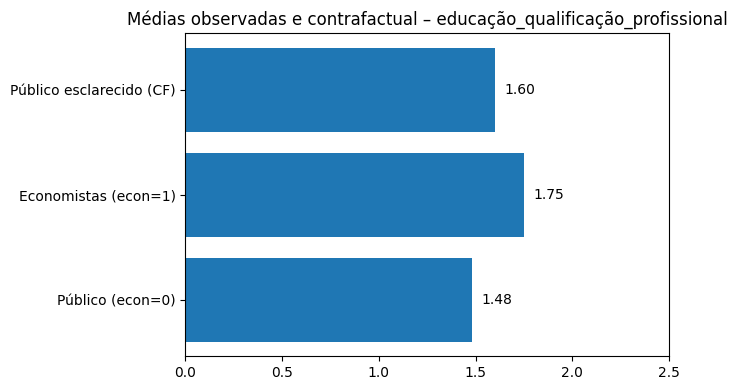 Médias observadas e contrafactual – educação_qualificação_profissional
Público esclarecido (CF)
1.60
Economistas (econ=1)
1.75
Público (econ=0)
1.48
0.0 0.5 1.0 1.5 2.0 2.5